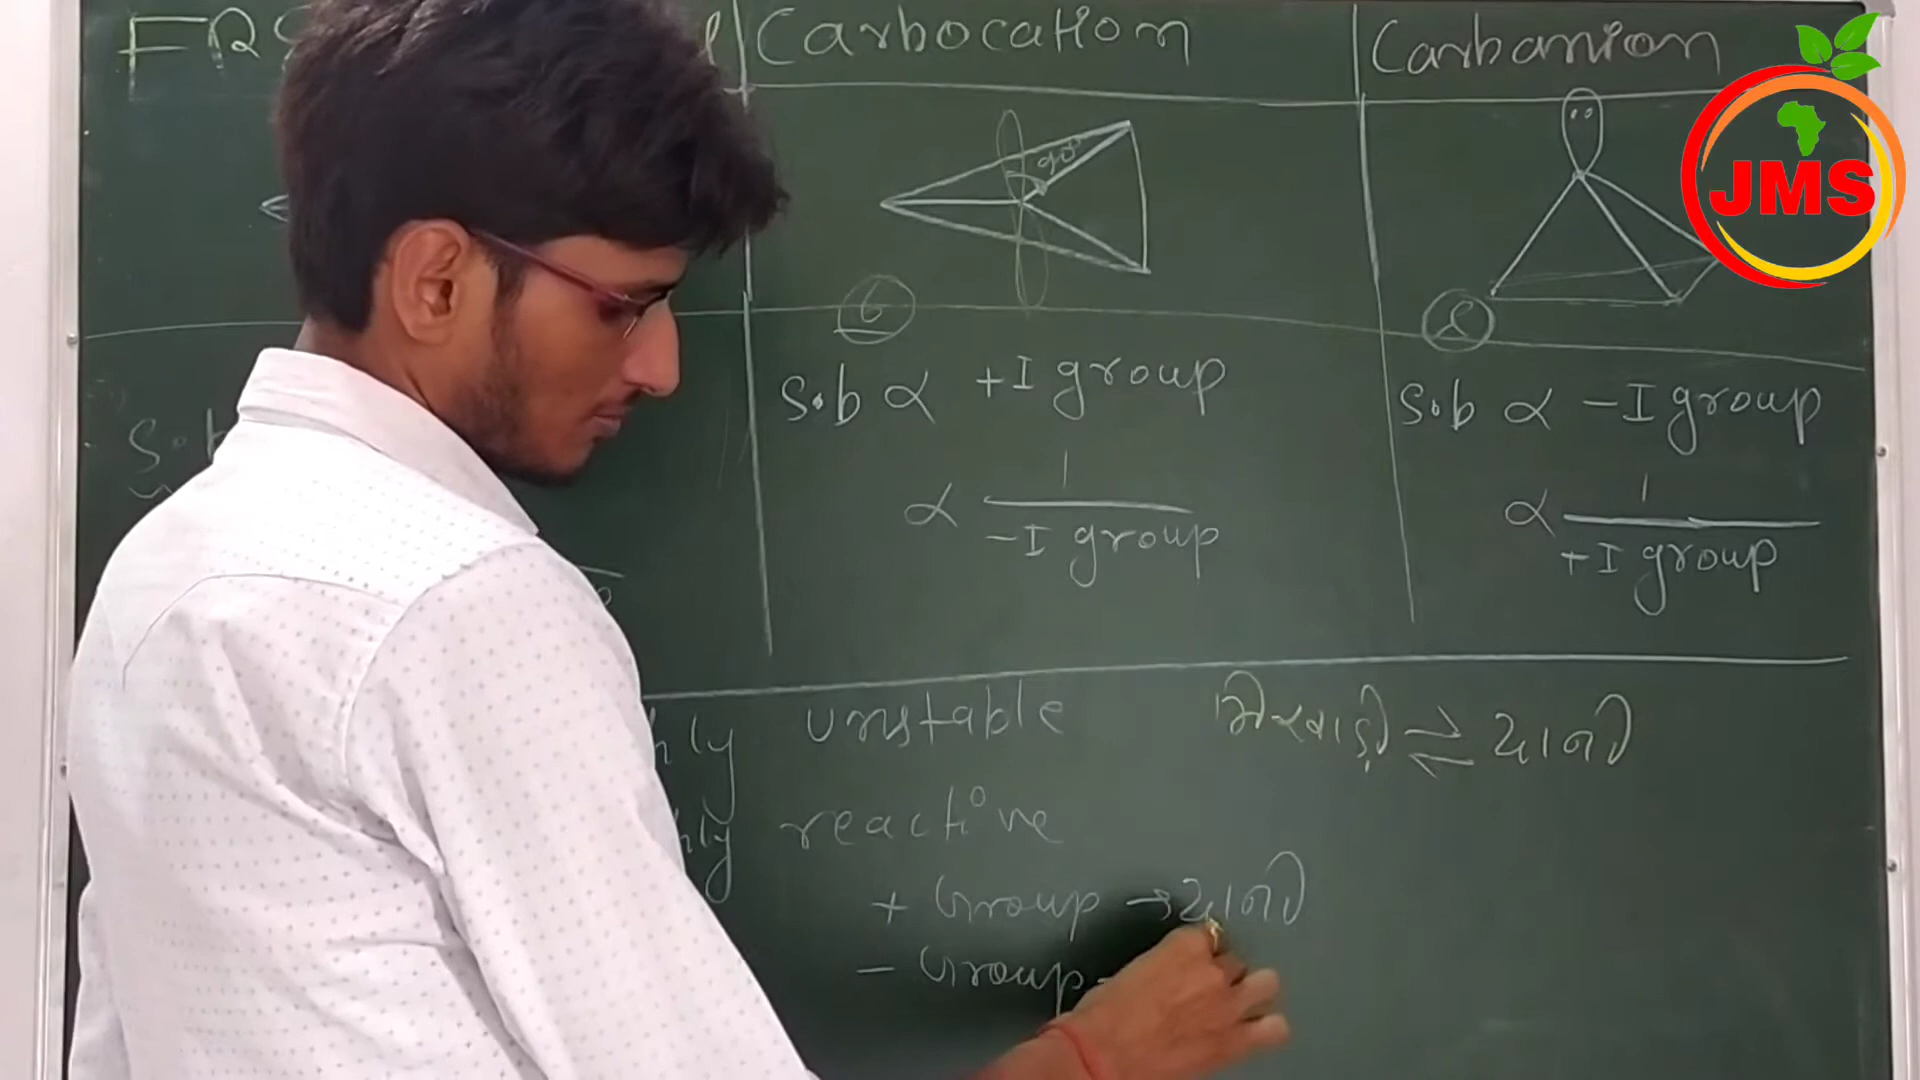 Carbocation
Carbanion
JMS
90°
6
8
S.b α +I group
S.b α -I group
α 1
-I group
α 1
+I group
unstable
⇌ ચાની
reactive
+ Group → ચાની
- Group